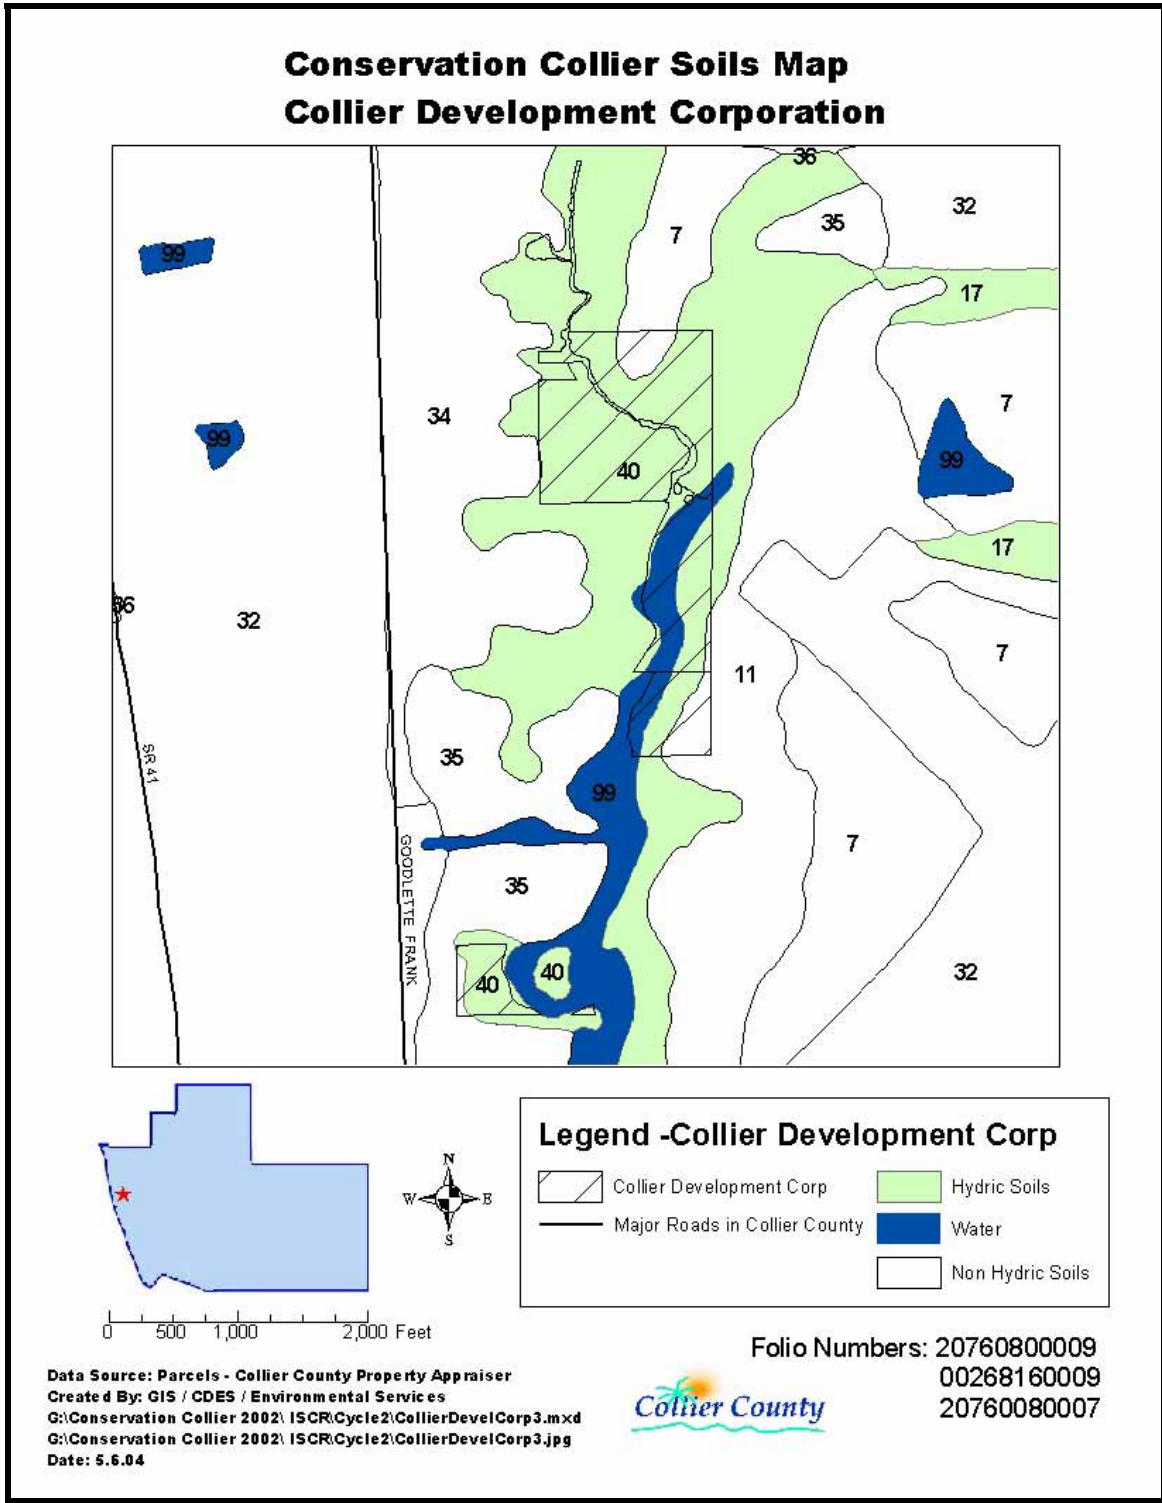 Conservation Collier Soils Map
Collier Development Corporation
36
32
35
7
99
17
34
7
99
40
99
17
32
7
11
35
SR 41
99
7
GOODLETTE FRANK
35
40
40
32
N
W E
S
0 500 1,000 2,000 Feet
Legend -Collier Development Corp
Collier Development Corp
Major Roads in Collier County
Hydric Soils
Water
Non Hydric Soils
Folio Numbers: 20760800009
00268160009
20760080007
Data Source: Parcels - Collier County Property Appraiser
Created By: GIS / CDES / Environmental Services
G:\Conservation Collier 2002\ ISCR\Cycle2\CollierDevelCorp3.mxd
G:\Conservation Collier 2002\ ISCR\Cycle2\CollierDevelCorp3.jpg
Date: 5.6.04
Collier County